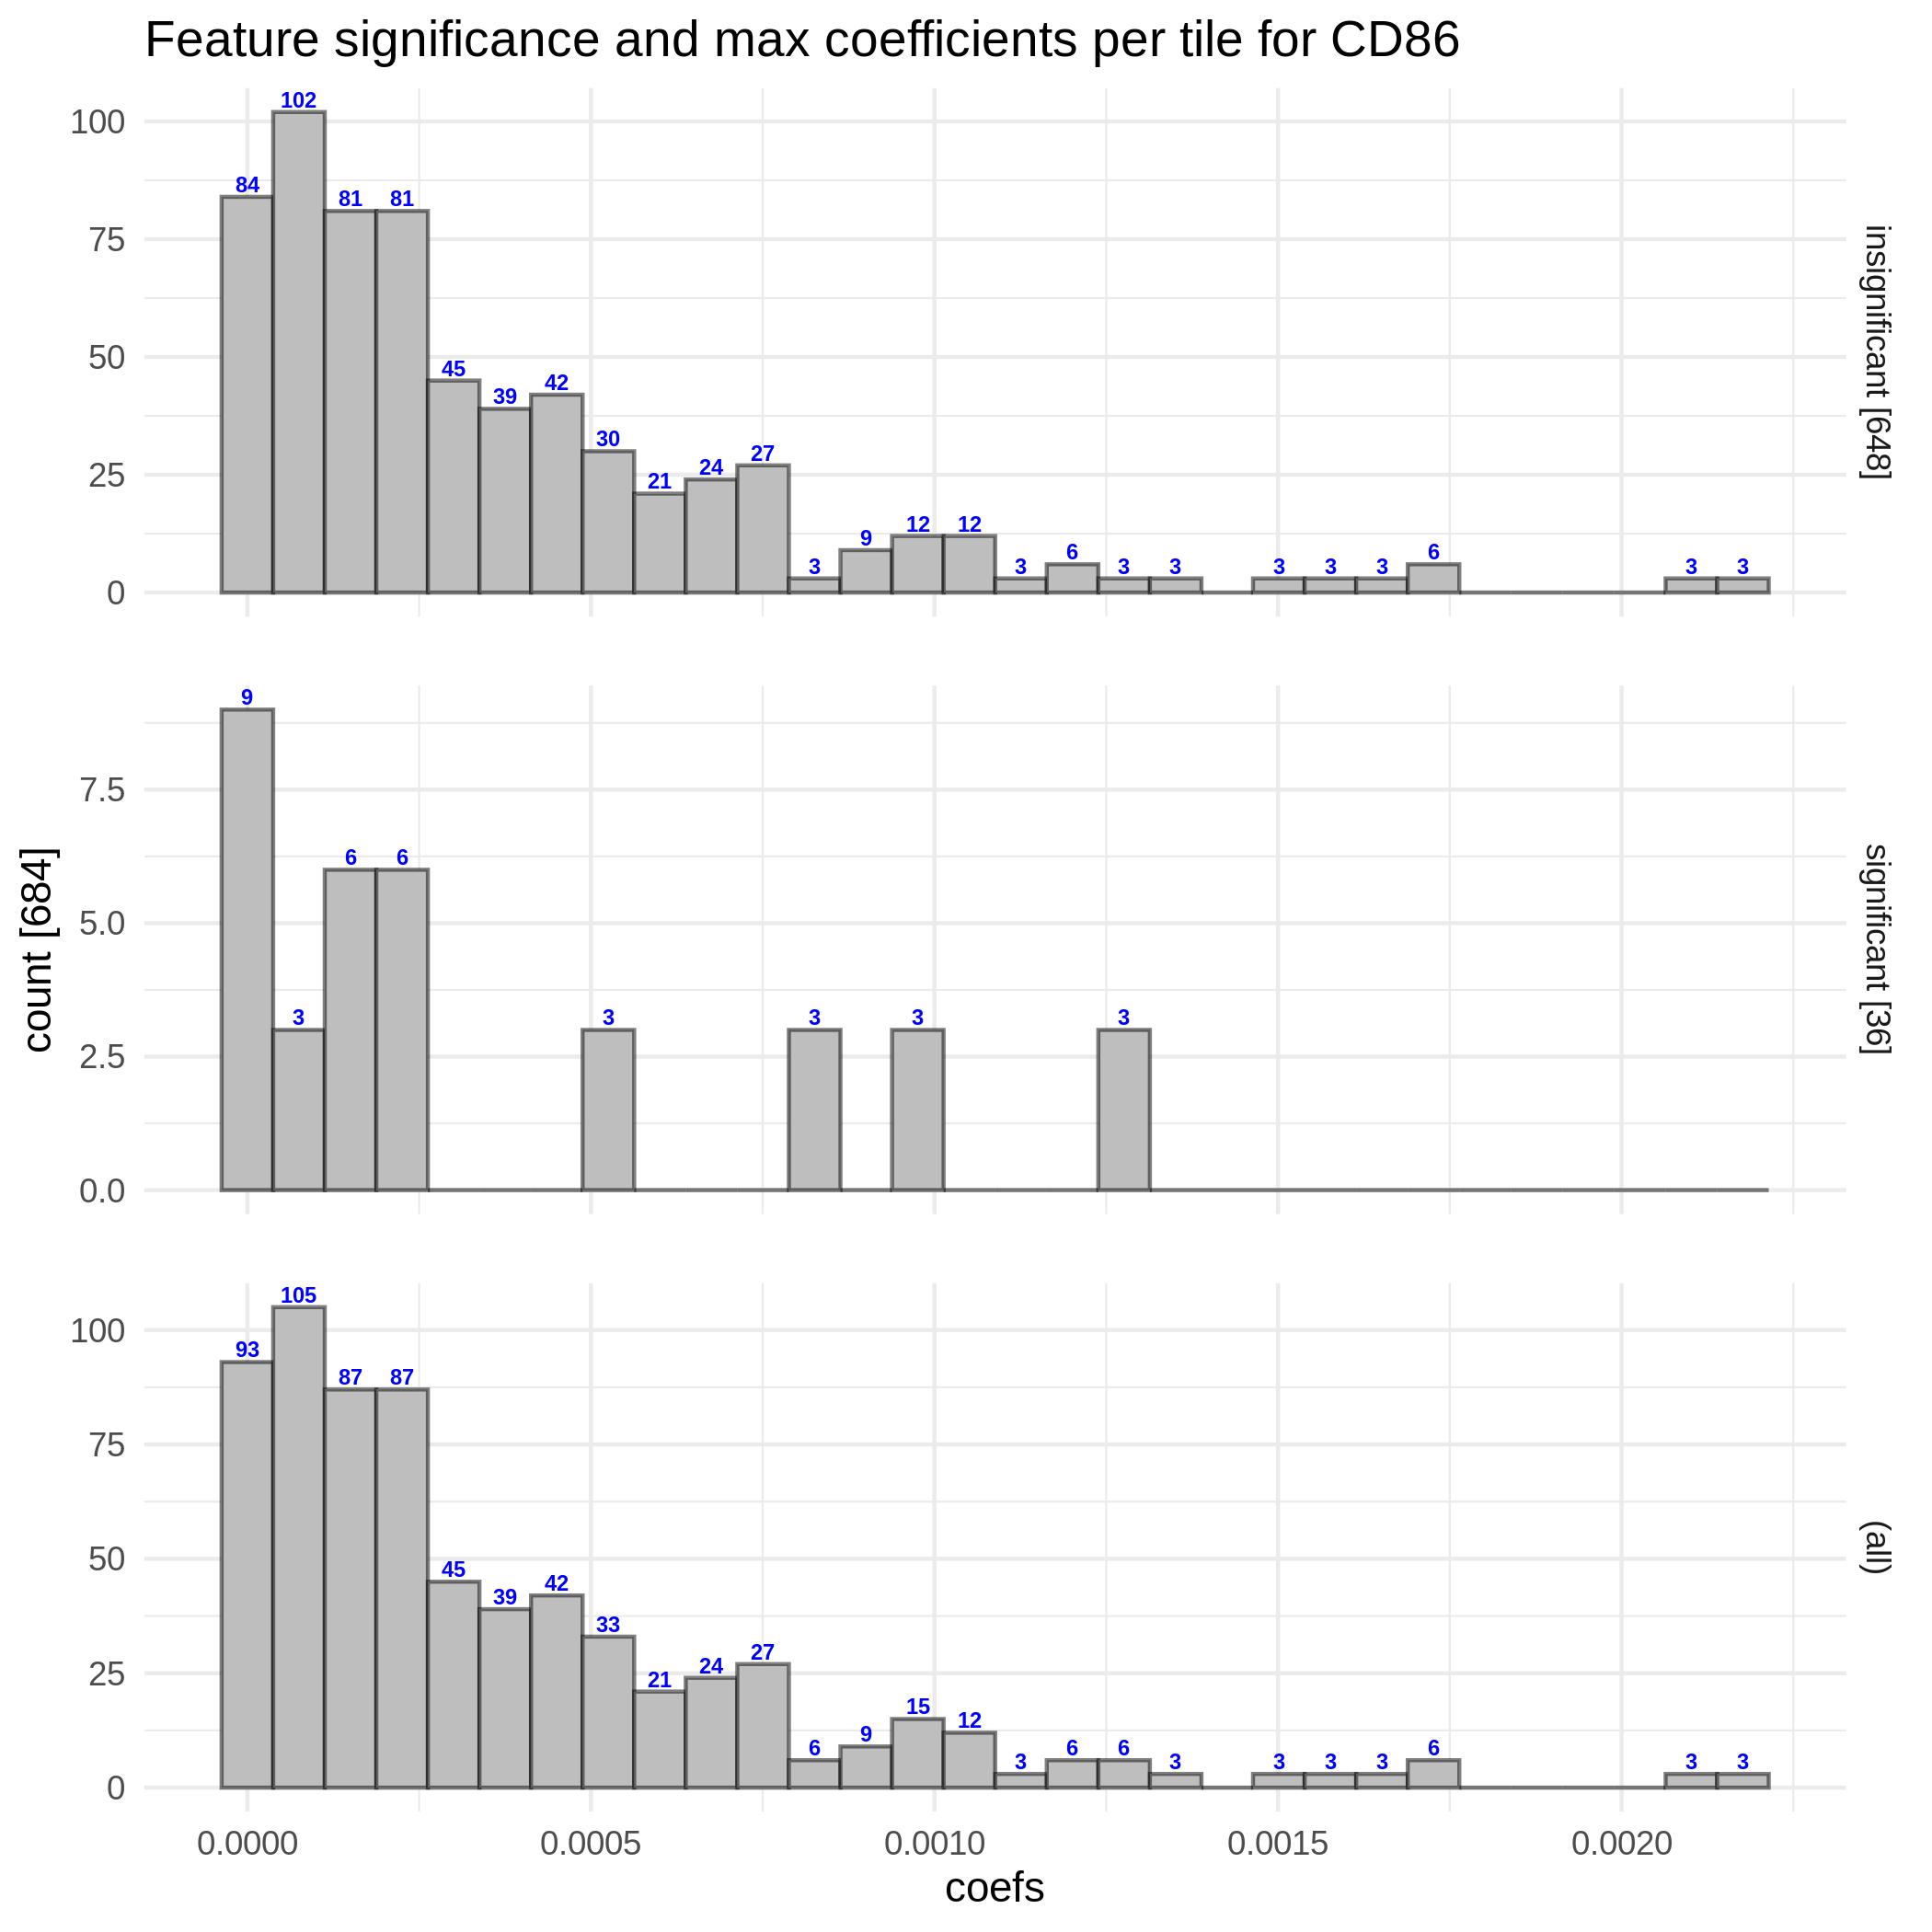 Feature significance and max coefficients per tile for CD86
102
100
84
81 81
75
50
45
39 42
30
25
21 24 27
3 9 12 12 3 6 3 3 3 3 3 6 3 3
0
insignificant [648]
9
7.5
6 6
5.0
3 3 3 3 3
2.5
0.0
significant [36]
count [684]
105
100
93
87 87
75
50
45
39 42
33
25
21 24 27
6 9 15 12 3 6 6 3 3 3 3 6 3 3
0
(all)
0.0000 0.0005 0.0010 0.0015 0.0020
coefs